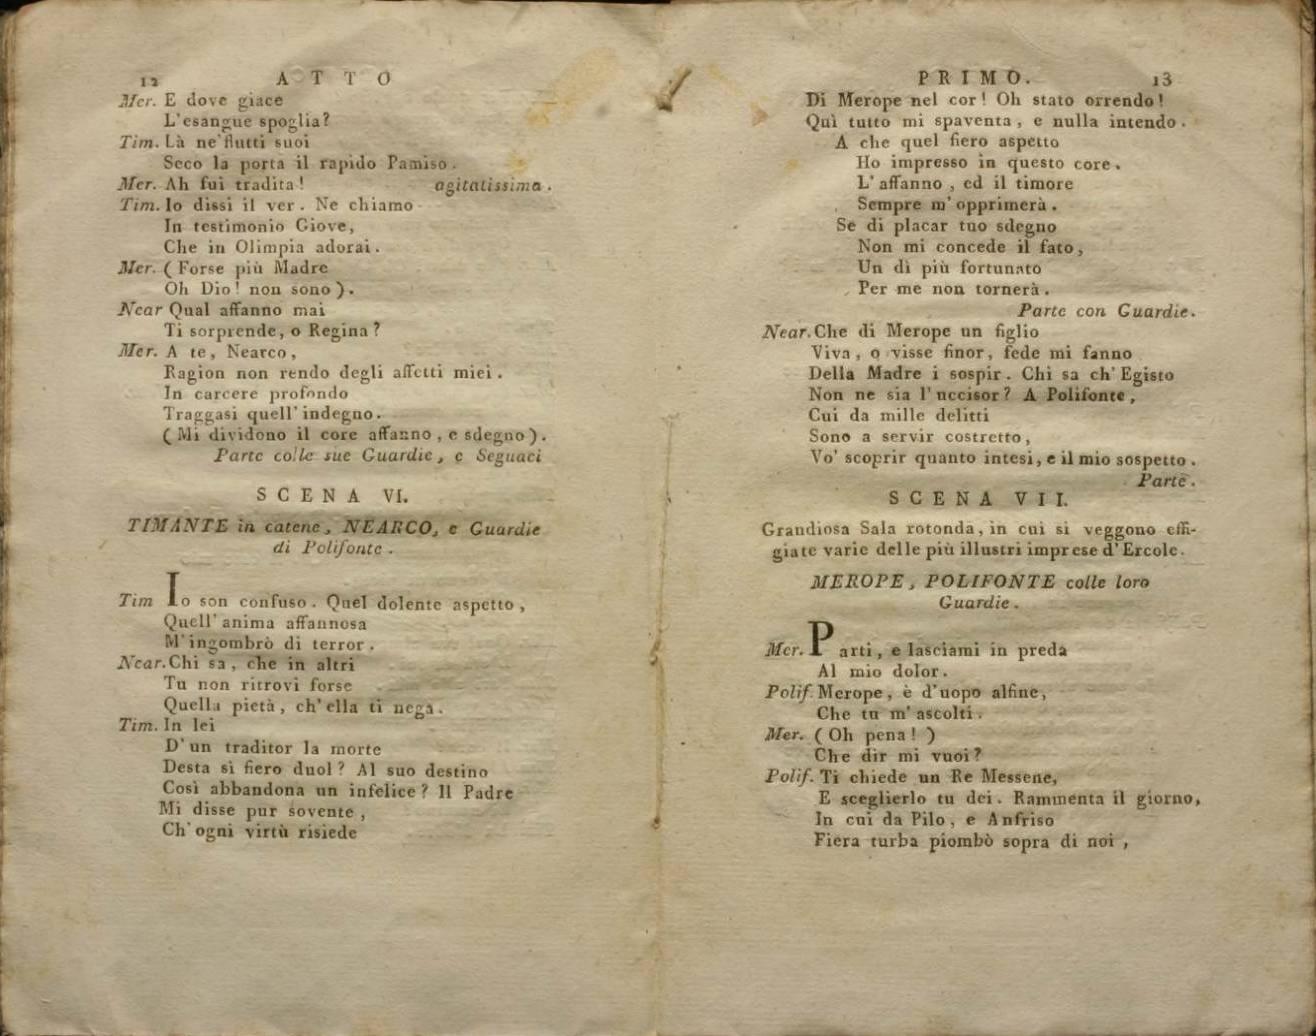 12 ATTO
Mer. E dove giace
L'esangue spoglia?
Tim. Là ne' flutti suoi
Seco la porta il rapido Pamiso.
Mer. Ah fui tradita! agitatissima.
Tim. Io dissi il ver. Ne chiamo
In testimonio Giove,
Che in Olimpia adorai.
Mer. (Forse più Madre
Oh Dio! non sono).
Near Qual affanno mai
Ti sorprende, o Regina?
Mer. A te, Nearco,
Ragion non rendo degli affetti miei.
In carcere profondo
Traggasi quell'indegno.
(Mi dividono il core affanno, e sdegno).
Parte colle sue Guardie, e Seguaci
SCENA VI.
TIMANTE in catene, NEARCO, e Guardie
di Polifonte.
Tim Io son confuso. Quel dolente aspetto,
Quell'anima affannosa
M'ingombrò di terror.
Near. Chi sa, che in altri
Tu non ritrovi forse
Quella pietà, ch'ella ti nega.
Tim. In lei
D'un traditor la morte
Desta sì fiero duol? Al suo destino
Così abbandona un infelice? Il Padre
Mi disse pur sovente,
Ch'ogni virtù risiede
PRIMO. 13
Di Merope nel cor! Oh stato orrendo!
Quì tutto mi spaventa, e nulla intendo.
A che quel fiero aspetto
Ho impresso in questo core.
L'affanno, ed il timore
Sempre m'opprimerà.
Se di placar tuo sdegno
Non mi concede il fato,
Un dì più fortunato
Per me non tornerà.
Parte con Guardie.
Near. Che di Merope un figlio
Viva, o visse finor, fede mi fanno
Della Madre i sospir. Chi sa ch'Egisto
Non ne sia l'uccisor? A Polifonte,
Cui da mille delitti
Sono a servir costretto,
Vo' scoprir quanto intesi, e il mio sospetto.
Parte.
SCENA VII.
Grandiosa Sala rotonda, in cui si veggono effi-
giate varie delle più illustri imprese d'Ercole.
MEROPE, POLIFONTE colle loro
Guardie.
Mer. Parti, e lasciami in preda
Al mio dolor.
Polif. Merope, è d'uopo alfine,
Che tu m'ascolti.
Mer. (Oh pena!)
Che dir mi vuoi?
Polif. Ti chiede un Re Messene,
E sceglierlo tu dei. Rammenta il giorno,
In cui da Pilo, e Anfriso
Fiera turba piombò sopra di noi,